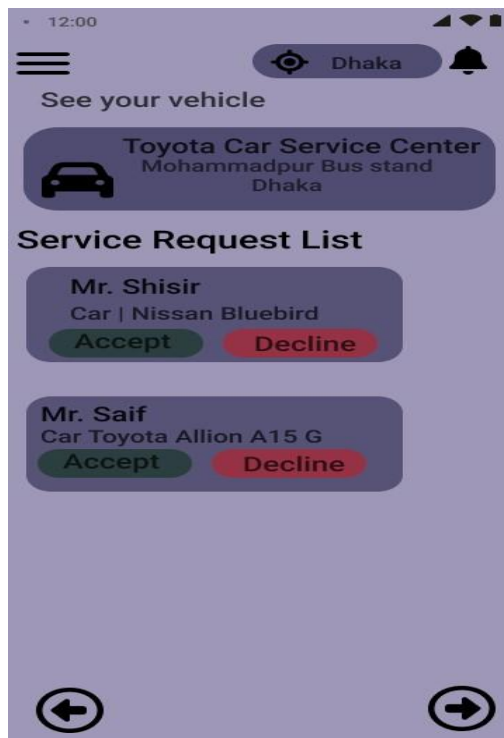 12:00
Dhaka
See your vehicle
Toyota Car Service Center
Mohammadpur Bus stand
Dhaka
Service Request List
Mr. Shisir
Car | Nissan Bluebird
Accept Decline
Mr. Saif
Car Toyota Allion A15 G
Accept Decline